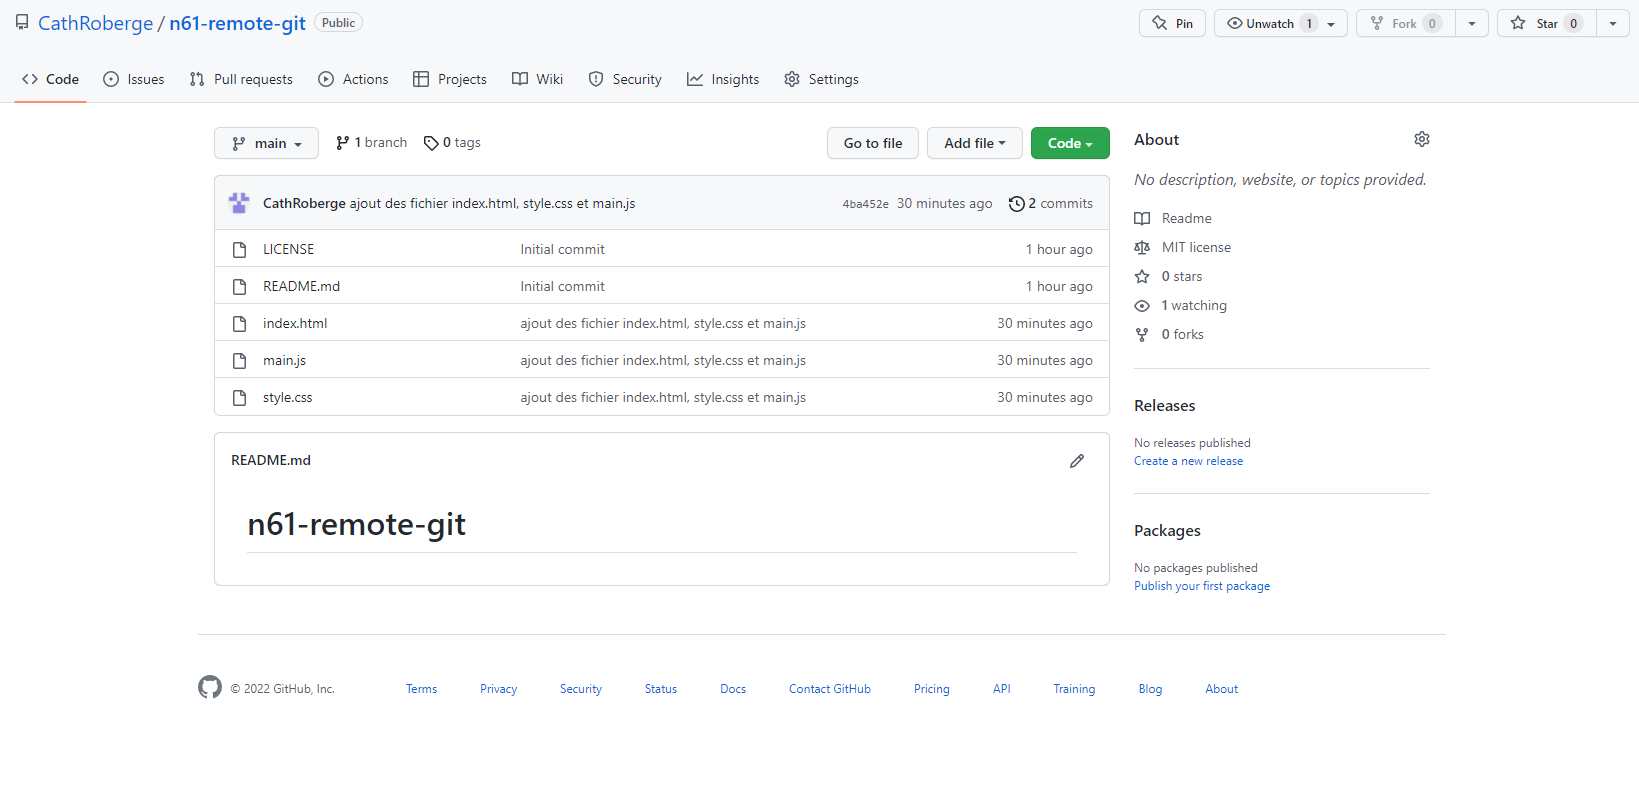 CathRoberge / n61-remote-git Public Pin Unwatch 1 Fork 0 Star 0
Code Issues Pull requests Actions Projects Wiki Security Insights Settings
main 1 branch 0 tags Go to file Add file Code
CathRoberge ajout des fichier index.html, style.css et main.js 4ba452e 30 minutes ago 2 commits
LICENSE Initial commit 1 hour ago
README.md Initial commit 1 hour ago
index.html ajout des fichier index.html, style.css et main.js 30 minutes ago
main.js ajout des fichier index.html, style.css et main.js 30 minutes ago
style.css ajout des fichier index.html, style.css et main.js 30 minutes ago
README.md
n61-remote-git
About
No description, website, or topics provided.
Readme
MIT license
0 stars
1 watching
0 forks
Releases
No releases published
Create a new release
Packages
No packages published
Publish your first package
© 2022 GitHub, Inc. Terms Privacy Security Status Docs Contact GitHub Pricing API Training Blog About